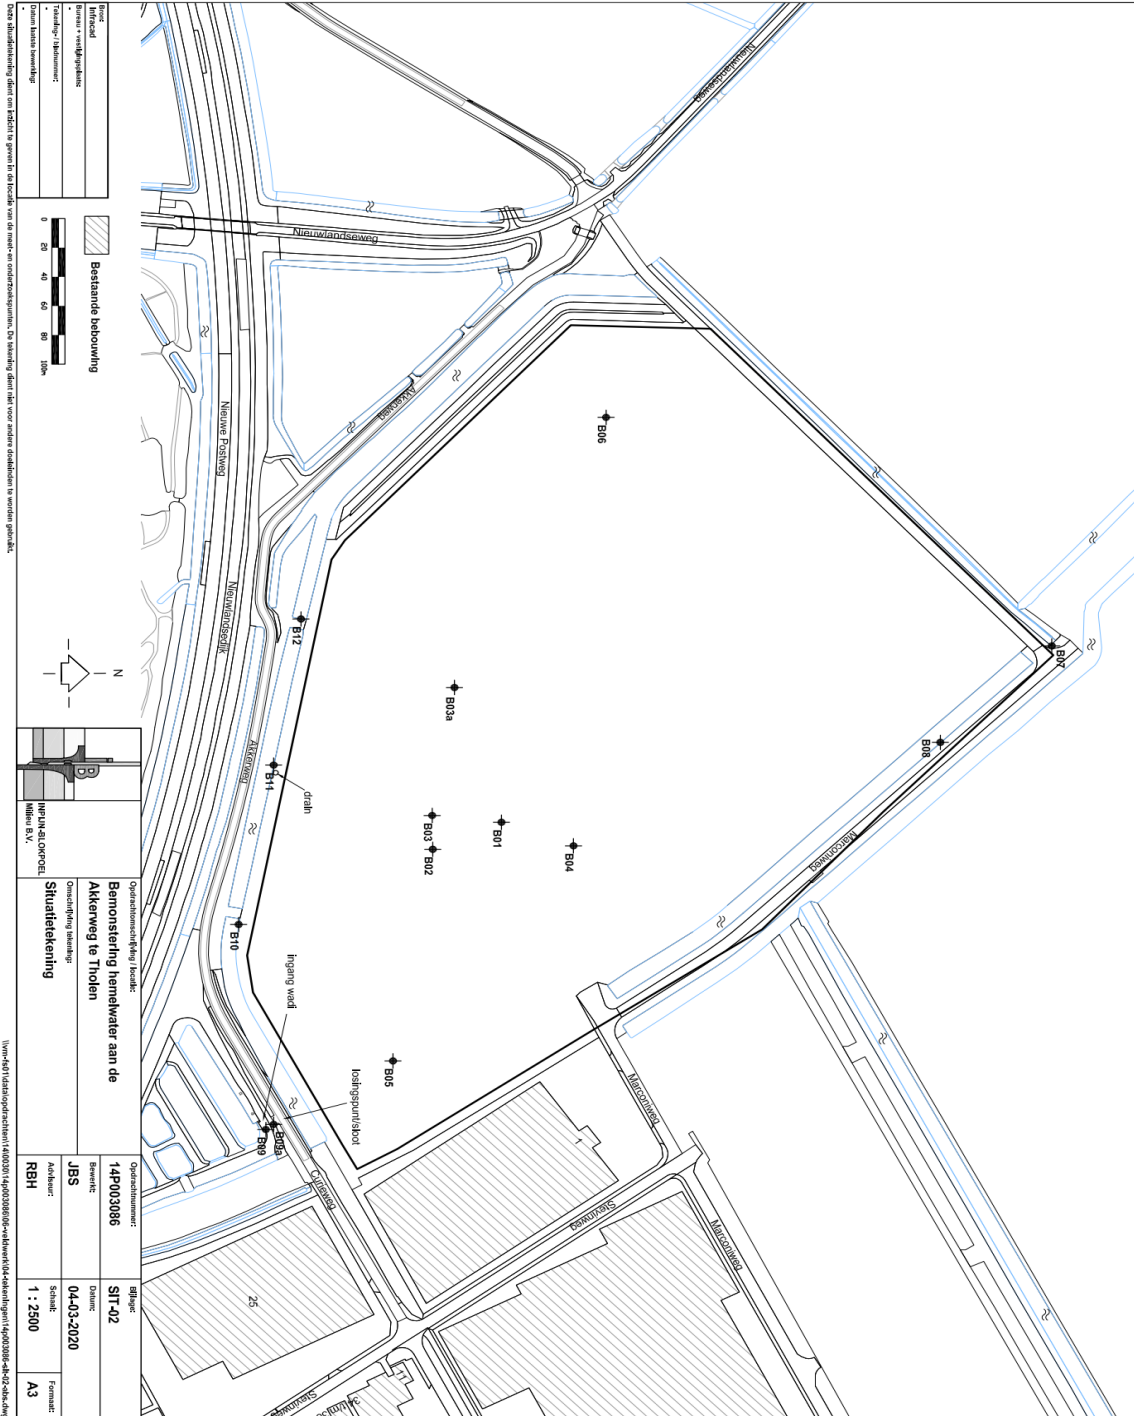 Nieuwlandseweg
Nieuwlandseweg
Akkerweg
Nieuwe Postweg
Nieuwlandsedijk
Akkerweg
Marconiweg
Marconiweg
Marconiweg
Stevinweg
Stevinweg
Curieweg
B06
B07
B08
B12
B03a
B11
drain
B03
B02
B01
B04
B10
ingang wadi
B05
losingspunt/sloot
B09a
B09
1
25
11
Bron:
Infracad
Bureau + vestigingsplaats:
-
Tekening- / bladnummer:
-
Datum laatste bewerking:
-
Bestaande bebouwing
0 20 40 60 80 100m
N
INPIJN-BLOKPOEL
Milieu B.V.
Opdrachtomschrijving / locatie:
Bemonstering hemelwater aan de
Akkerweg te Tholen
Omschrijving tekening:
Situatietekening
Opdrachtnummer:
14P003086
Bijlage:
SIT-02
Bewerkt:
JBS
Datum:
04-03-2020
Adviseur:
RBH
Schaal:
1 : 2500
Formaat:
A3
Deze situatietekening dient om inzicht te geven in de locatie van de meet- en onderzoekspunten. De tekening dient niet voor andere doeleinden te worden gebruikt.